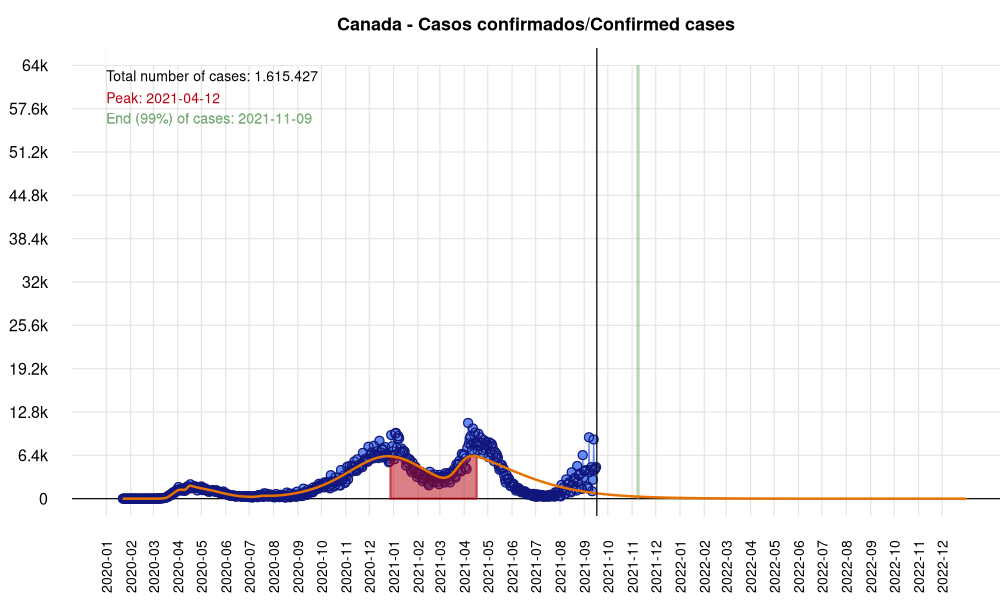 Canada - Casos confirmados/Confirmed cases
Total number of cases: 1.615.427
Peak: 2021-04-12
End (99%) of cases: 2021-11-09
64k
57.6k
51.2k
44.8k
38.4k
32k
25.6k
19.2k
12.8k
6.4k
0
2020-01
2020-02
2020-03
2020-04
2020-05
2020-06
2020-07
2020-08
2020-09
2020-10
2020-11
2020-12
2021-01
2021-02
2021-03
2021-04
2021-05
2021-06
2021-07
2021-08
2021-09
2021-10
2021-11
2021-12
2022-01
2022-02
2022-03
2022-04
2022-05
2022-06
2022-07
2022-08
2022-09
2022-10
2022-11
2022-12